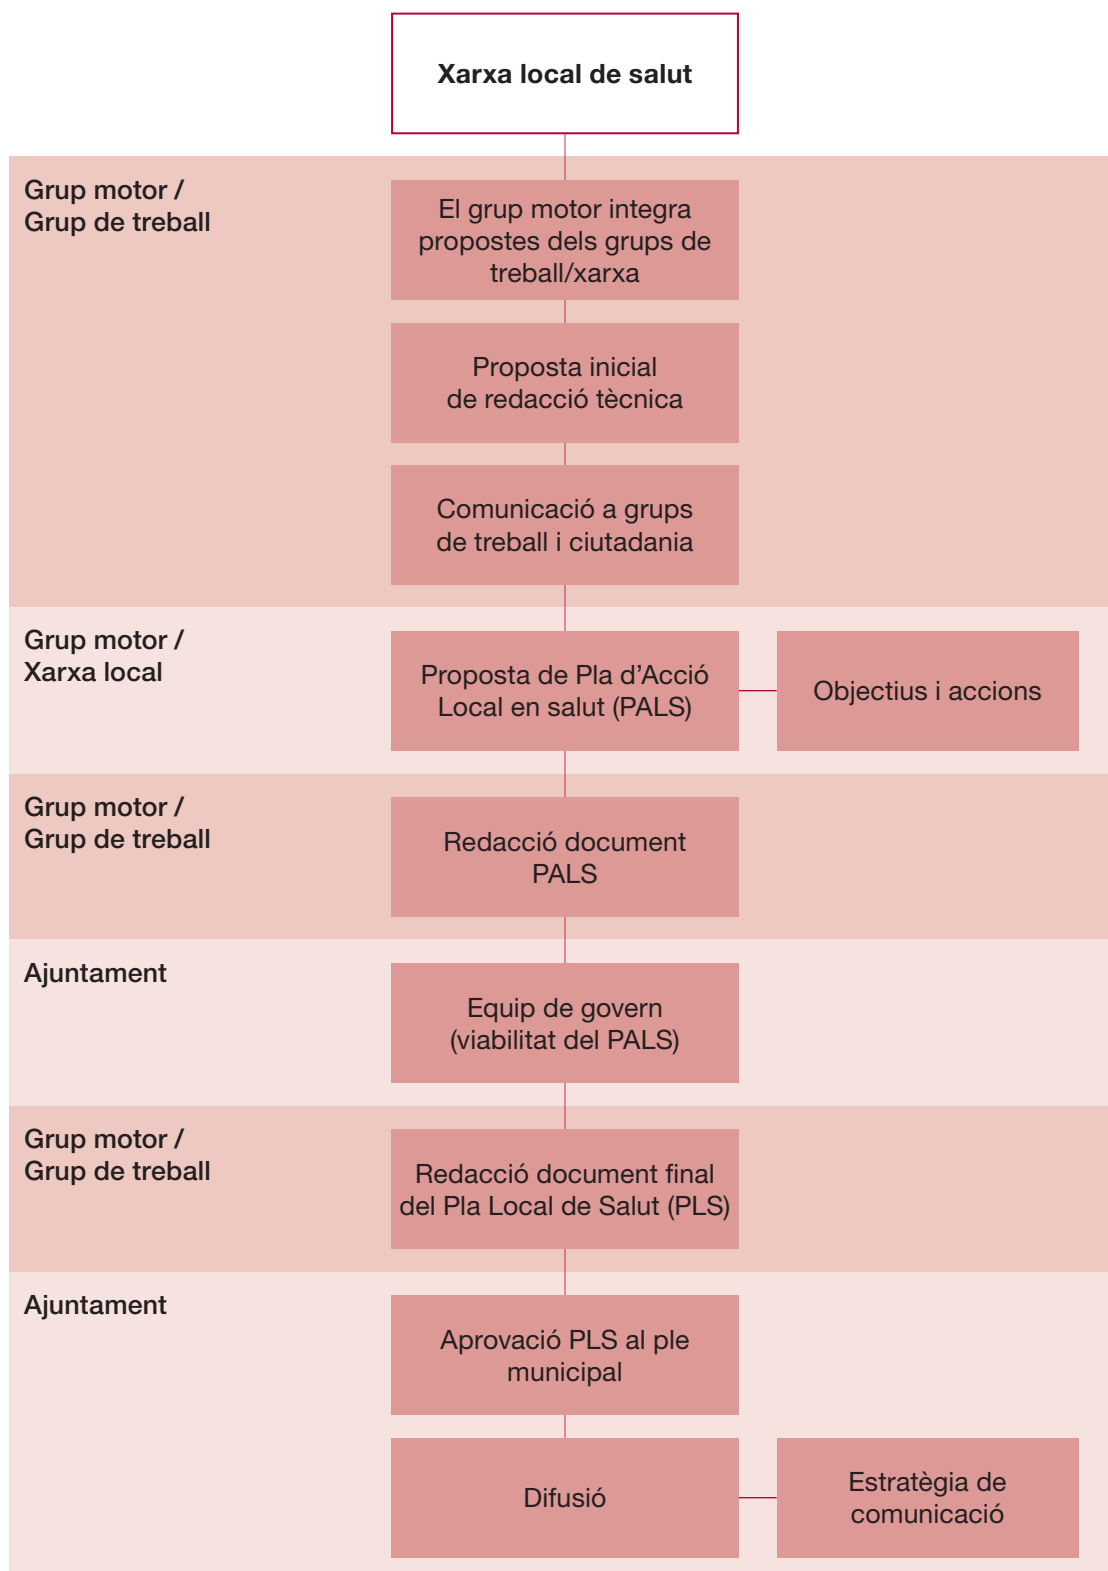 Xarxa local de salut
Grup motor /
Grup de treball
El grup motor integra
propostes dels grups de
treball/xarxa
Proposta inicial
de redacció tècnica
Comunicació a grups
de treball i ciutadania
Grup motor /
Xarxa local
Proposta de Pla d’Acció
Local en salut (PALS)
Objectius i accions
Grup motor /
Grup de treball
Redacció document
PALS
Ajuntament
Equip de govern
(viabilitat del PALS)
Grup motor /
Grup de treball
Redacció document final
del Pla Local de Salut (PLS)
Ajuntament
Aprovació PLS al ple
municipal
Difusió
Estratègia de
comunicació